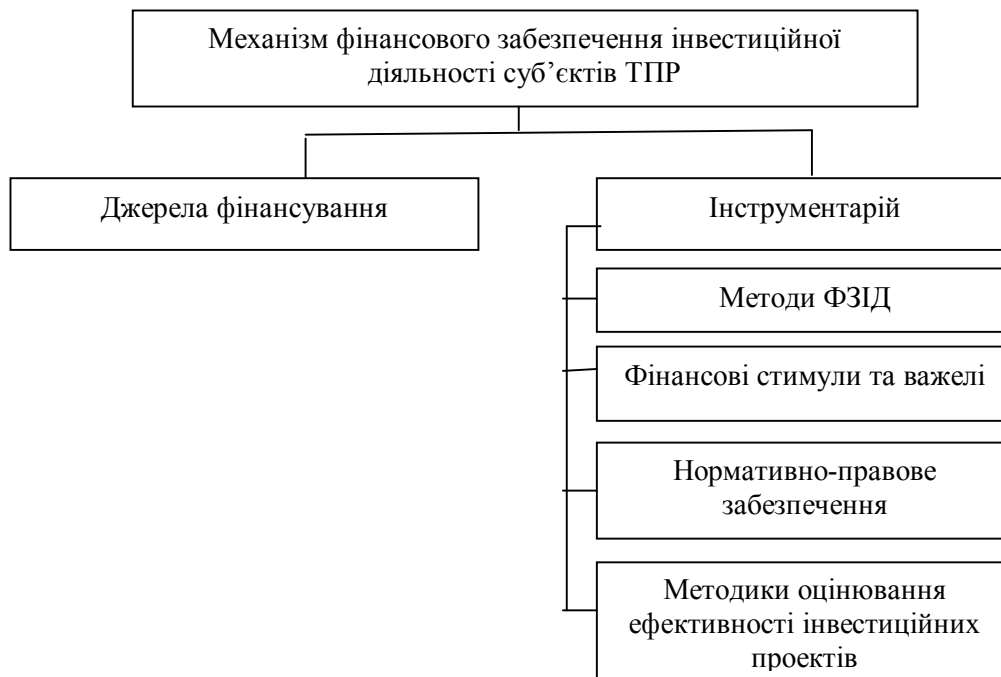 Механізм фінансового забезпечення інвестиційної
діяльності суб’єктів ТПР
Джерела фінансування
Інструментарій
Методи ФЗІД
Фінансові стимули та важелі
Нормативно-правове
забезпечення
Методики оцінювання
ефективності інвестиційних
проектів